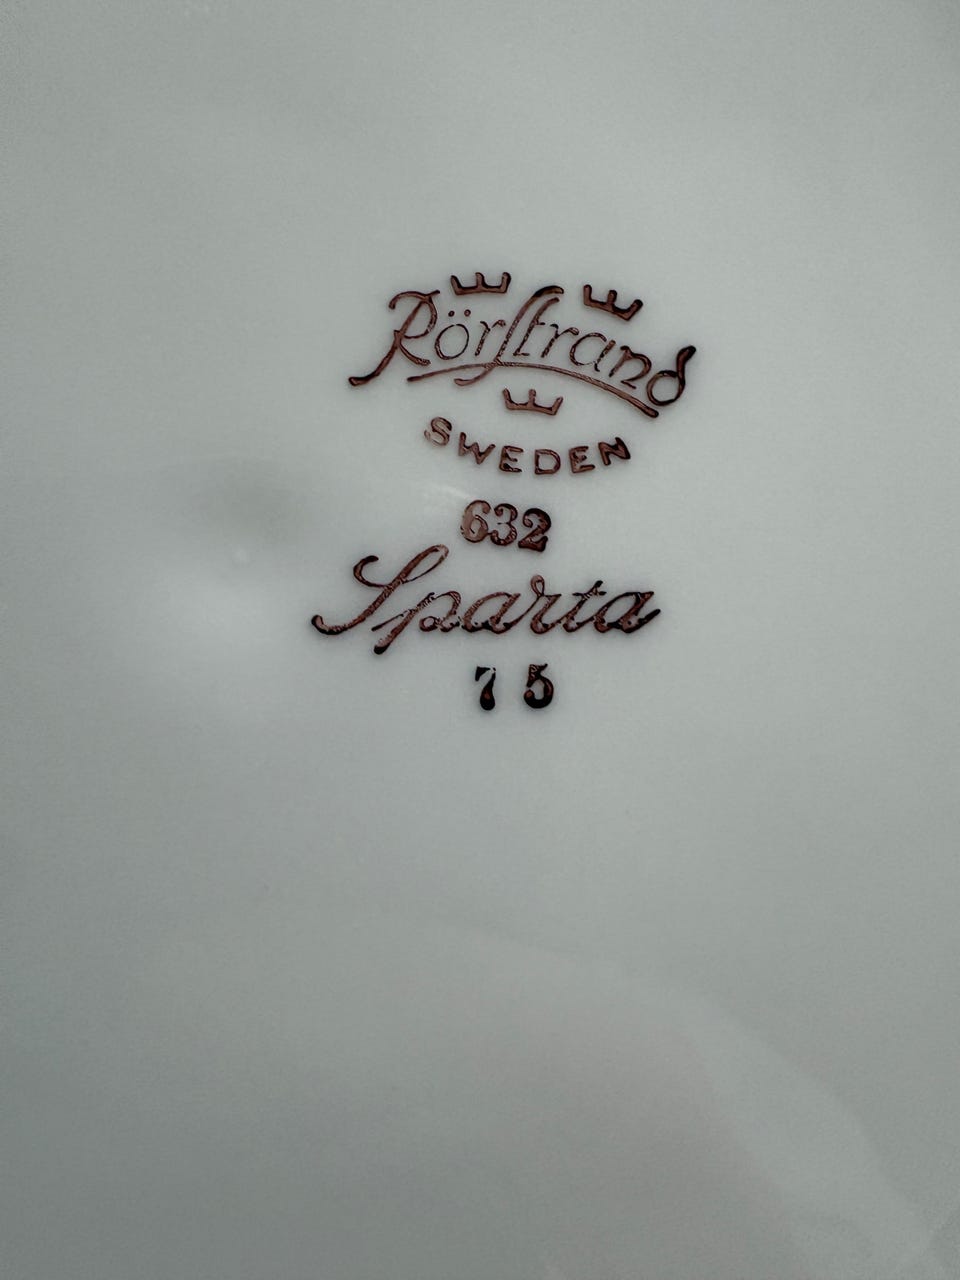 Rörstrand
SWEDEN
632
Sparta
75